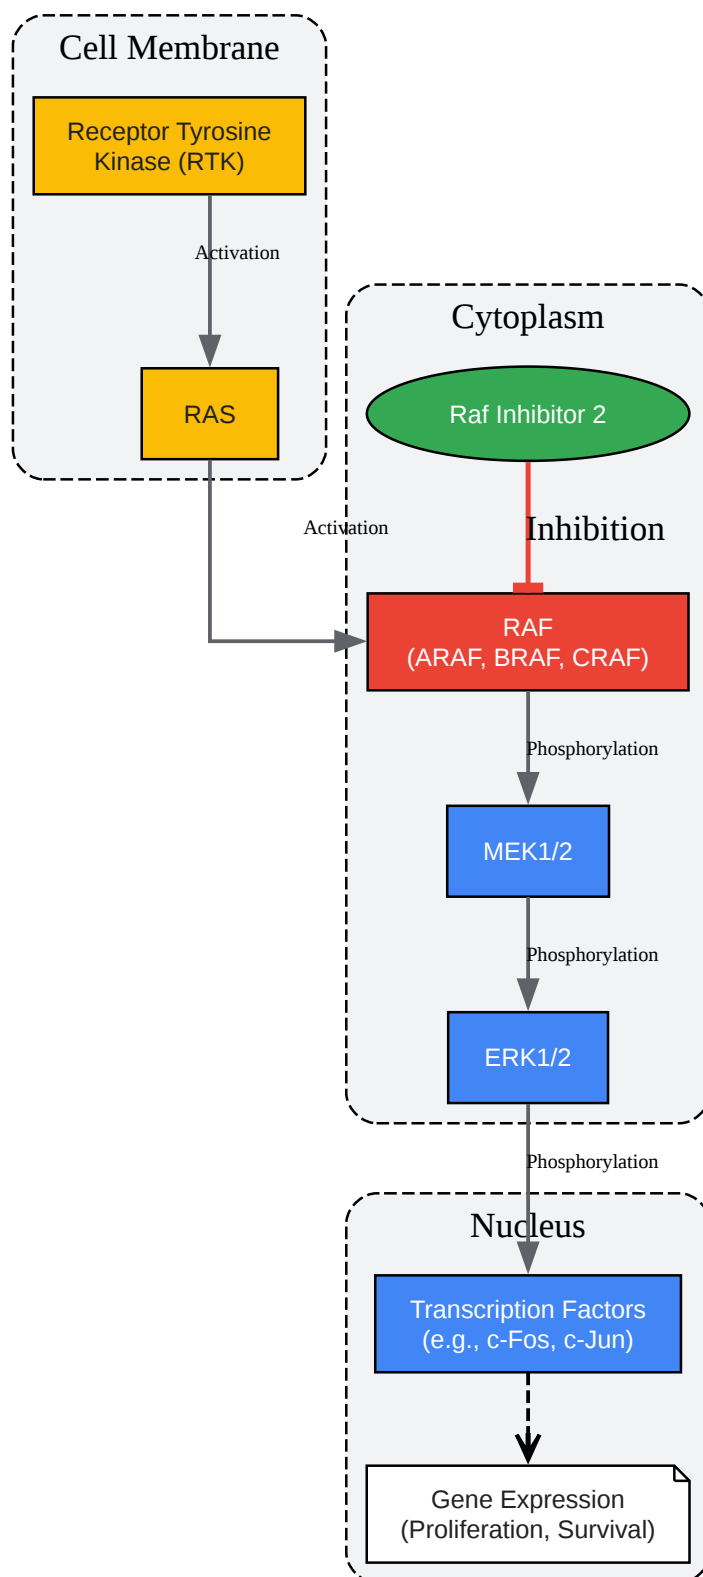 Cell Membrane
Receptor Tyrosine
Kinase (RTK)
Activation
RAS
Cytoplasm
Raf Inhibitor 2
Activation
Inhibition
RAF
(ARAF, BRAF, CRAF)
Phosphorylation
MEK1/2
Phosphorylation
ERK1/2
Phosphorylation
Nucleus
Transcription Factors
(e.g., c-Fos, c-Jun)
Gene Expression
(Proliferation, Survival)